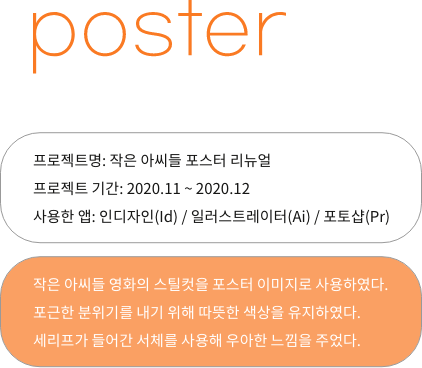 poster
프로젝트명: 작은 아씨들 포스터 리뉴얼
프로젝트 기간: 2020.11 ~ 2020.12
사용한 앱: 인디자인(Id) / 일러스트레이터(Ai) / 포토샵(Pr)
작은 아씨들 영화의 스틸컷을 포스터 이미지로 사용하였다.
포근한 분위기를 내기 위해 따뜻한 색상을 유지하였다.
세리프가 들어간 서체를 사용해 우아한 느낌을 주었다.